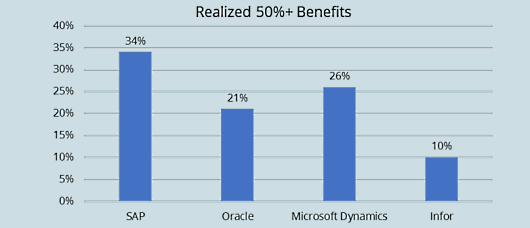 Realized 50%+ Benefits
40%
35%
30%
25%
20%
15%
10%
5%
0%
34%
21%
26%
10%
SAP
Oracle
Microsoft Dynamics
Infor